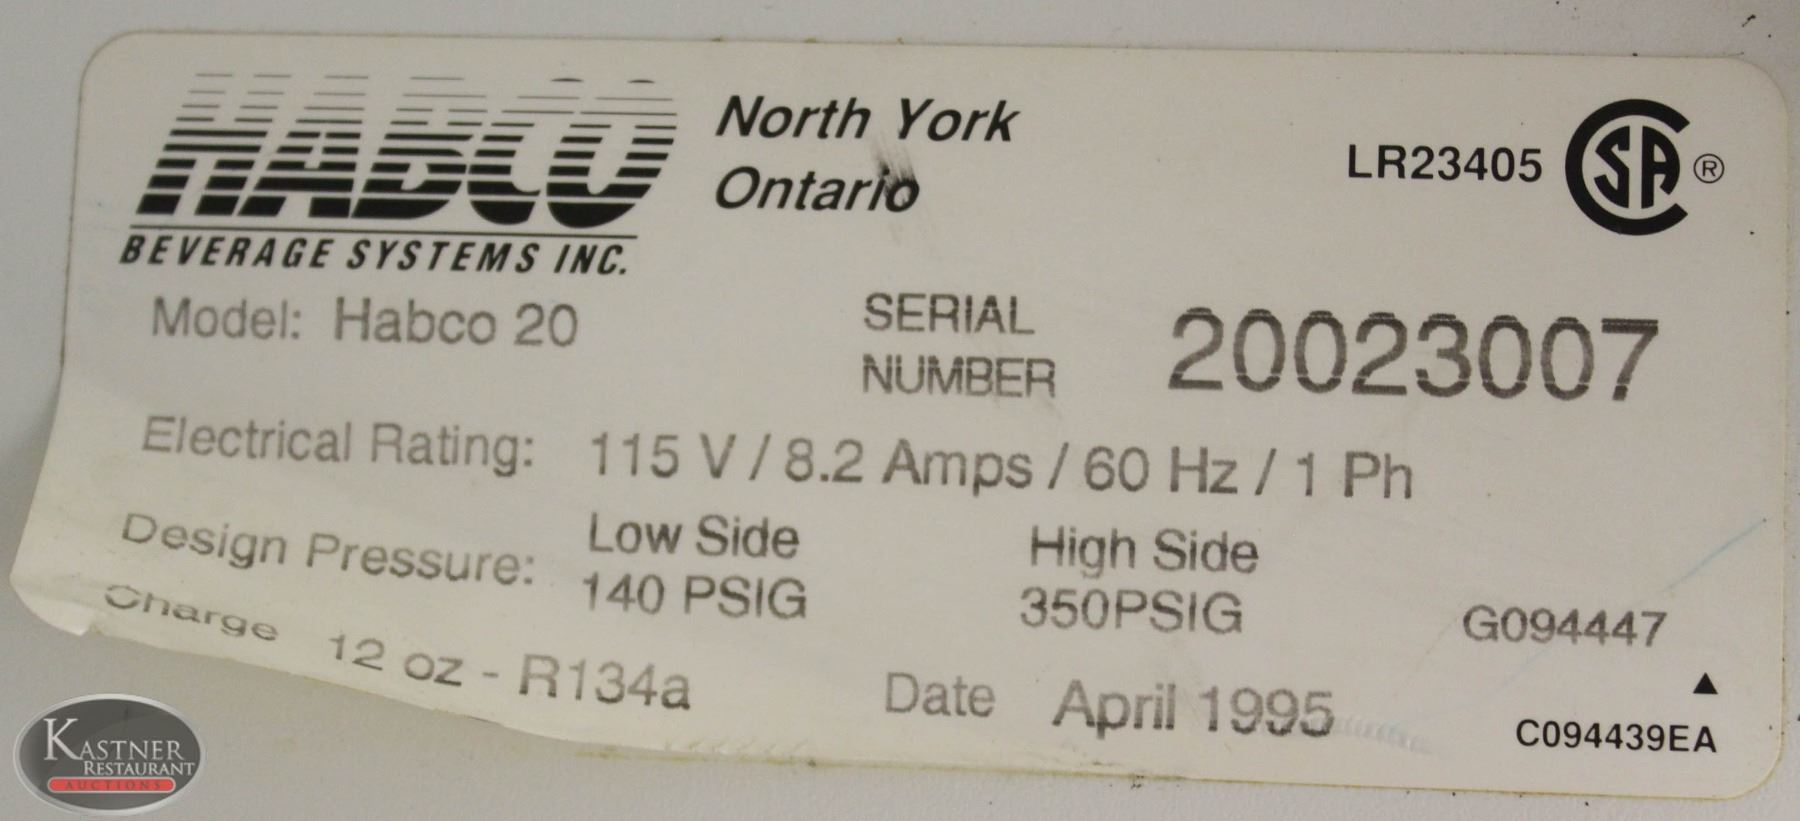 HABCO
BEVERAGE SYSTEMS INC.
North York
Ontario
LR23405 CSA ®
Model: Habco 20
SERIAL
NUMBER
20023007
Electrical Rating: 115 V / 8.2 Amps / 60 Hz / 1 Ph
Design Pressure:
Low Side
140 PSIG
High Side
350PSIG
G094447
Charge 12 oz - R134a
Date April 1995
▲
C094439EA
KASTNER
RESTAURANT
AUCTIONS